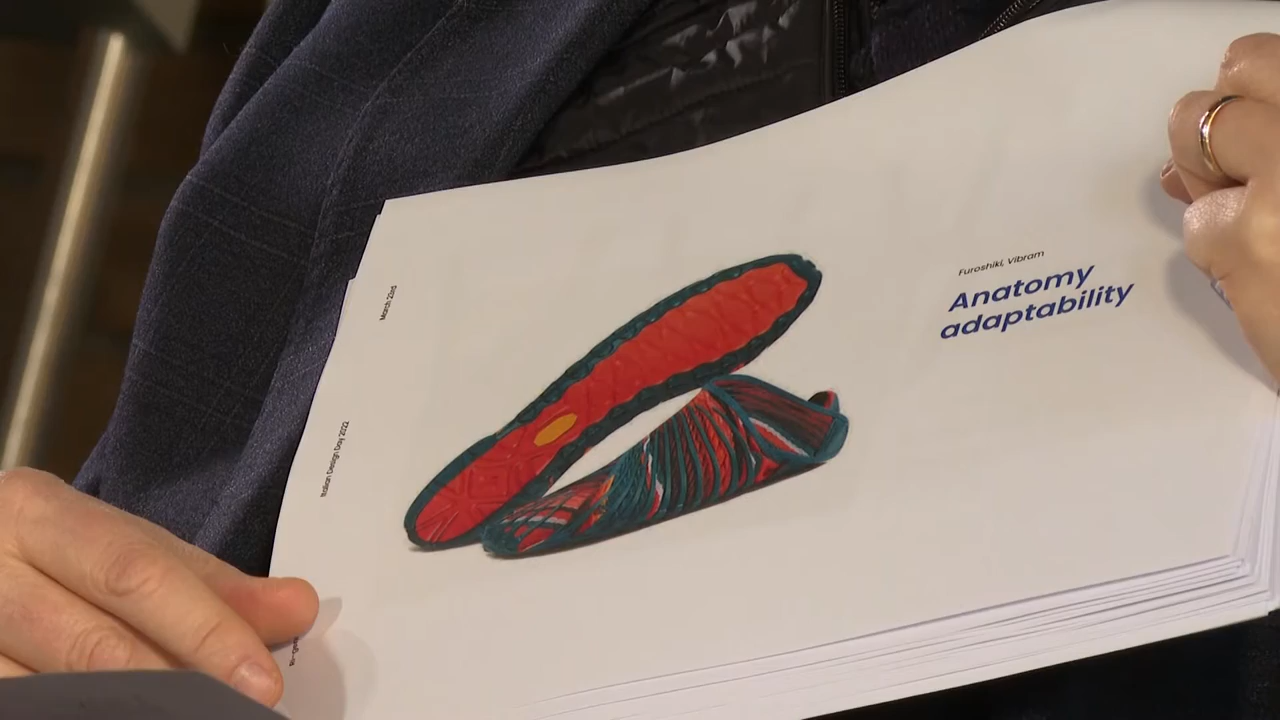 March 23rd
Italian Design Day 2022
Furoshiki, Vibram
Anatomy
adaptability